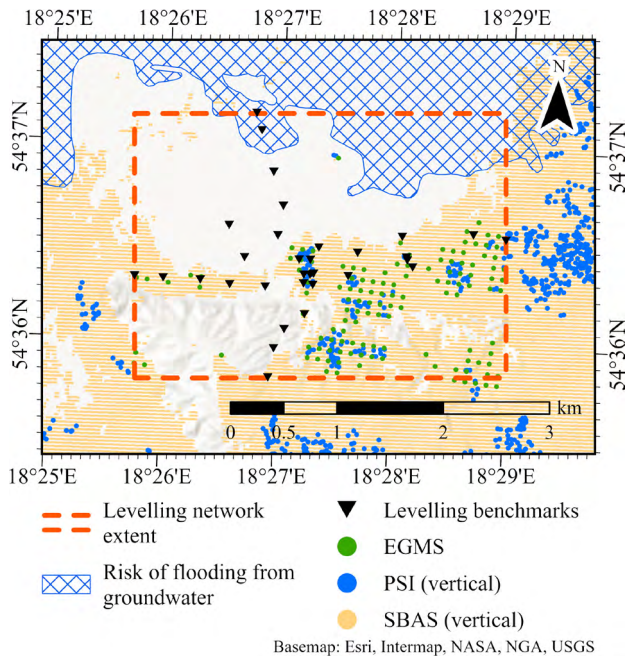 18°25'E 18°26'E 18°27'E 18°28'E 18°29'E
N
54°37'N 54°37'N
54°36'N 54°36'N
km
0 0.5 1 2 3
18°25'E 18°26'E 18°27'E 18°28'E 18°29'E
Levelling network
extent
Risk of flooding from
groundwater
Levelling benchmarks
EGMS
PSI (vertical)
SBAS (vertical)
Basemap: Esri, Intermap, NASA, NGA, USGS